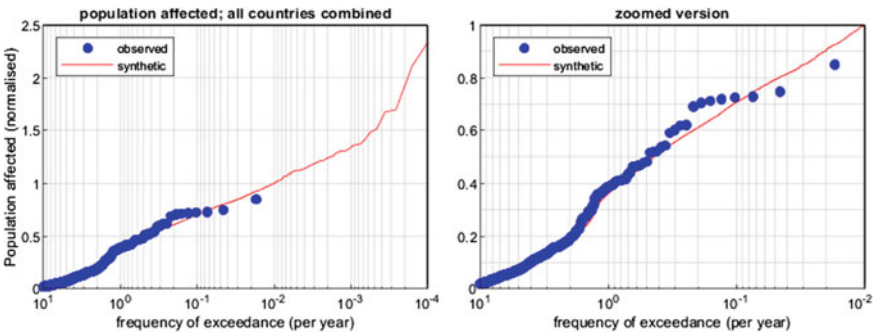 population affected; all countries combined
2.5
2
1.5
1
0.5
0
Population affected (normalised)
observed
synthetic
10^1 10^0 10^-1 10^-2 10^-3 10^-4
frequency of exceedance (per year)
zoomed version
1
0.8
0.6
0.4
0.2
0
observed
synthetic
10^1 10^0 10^-1 10^-2
frequency of exceedance (per year)